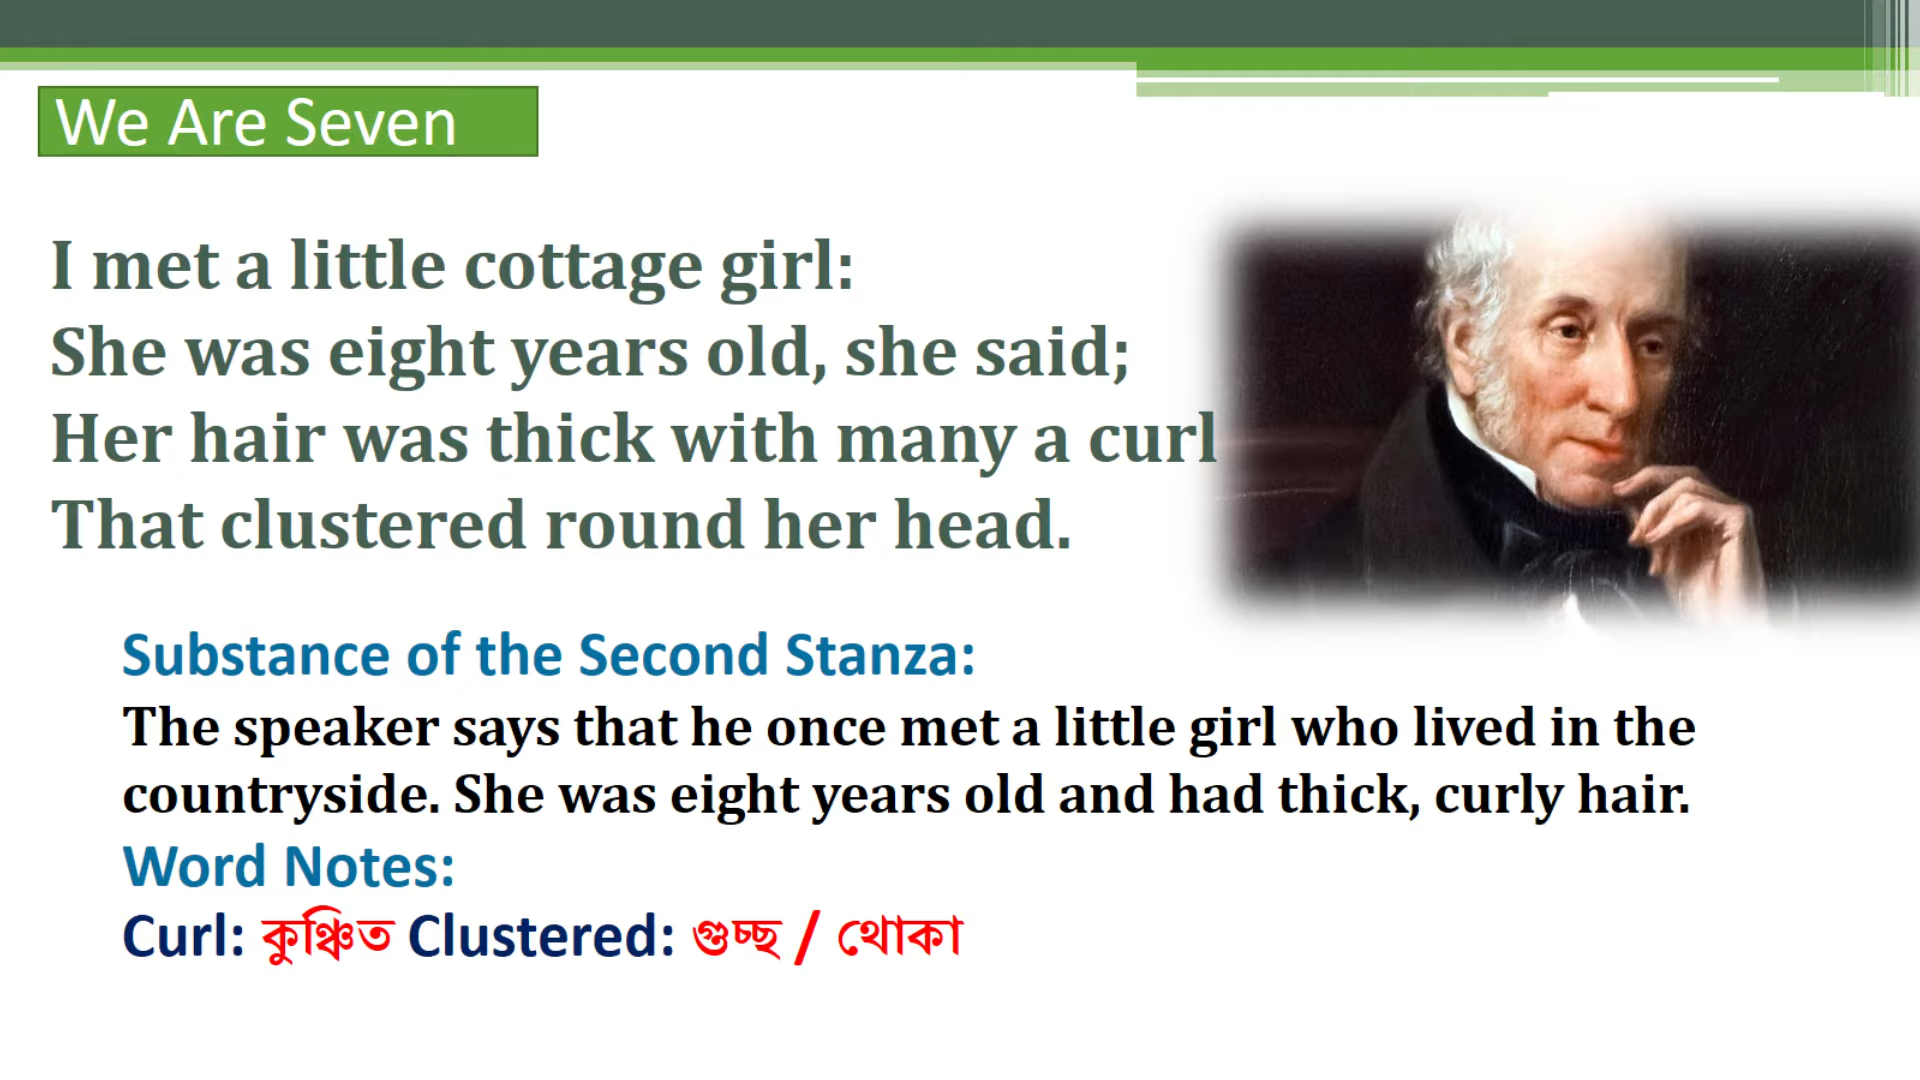 We Are Seven
I met a little cottage girl:
She was eight years old, she said;
Her hair was thick with many a curl
That clustered round her head.
Substance of the Second Stanza:
The speaker says that he once met a little girl who lived in the
countryside. She was eight years old and had thick, curly hair.
Word Notes:
Curl: কুঞ্চিত Clustered: গুচ্ছ / থোকা